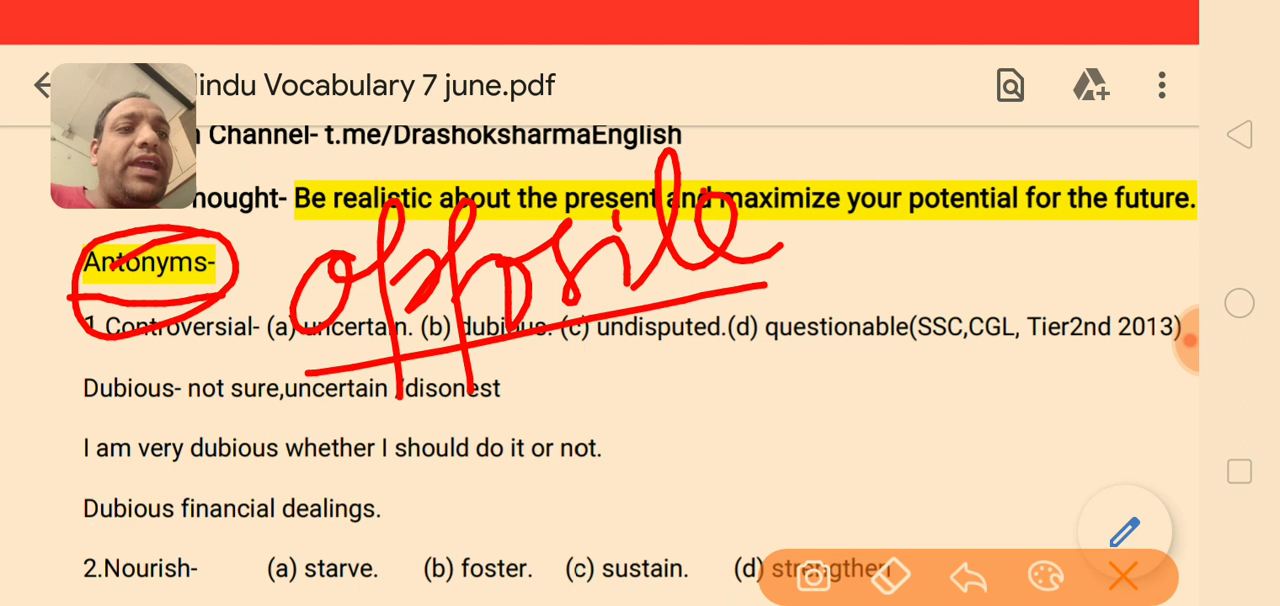 indu Vocabulary 7 june.pdf
Channel- t.me/DrashoksharmaEnglish
hought- Be realistic about the present and maximize your potential for the future.
Antonyms-
opposite
1.Controversial- (a) uncertain. (b) dubious. (c) undisputed.(d) questionable(SSC,CGL, Tier2nd 2013)
Dubious- not sure,uncertain /disonest
I am very dubious whether I should do it or not.
Dubious financial dealings.
2.Nourish- (a) starve. (b) foster. (c) sustain. (d) strengthen